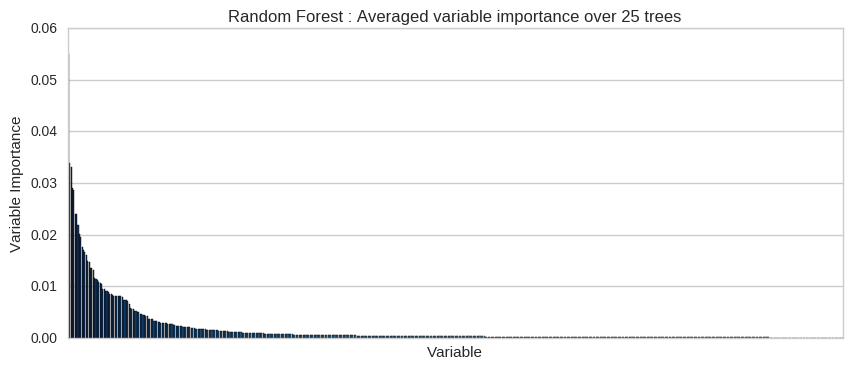 Random Forest : Averaged variable importance over 25 trees
0.06
0.05
0.04
0.03
0.02
0.01
0.00
Variable Importance
Variable